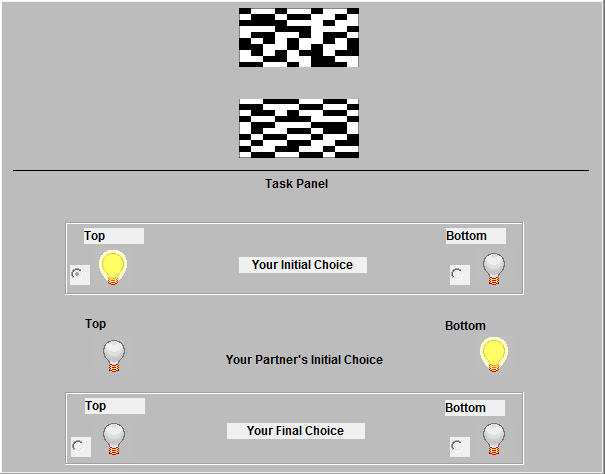 Task Panel
Top
Bottom
Your Initial Choice
Top
Bottom
Your Partner's Initial Choice
Top
Bottom
Your Final Choice